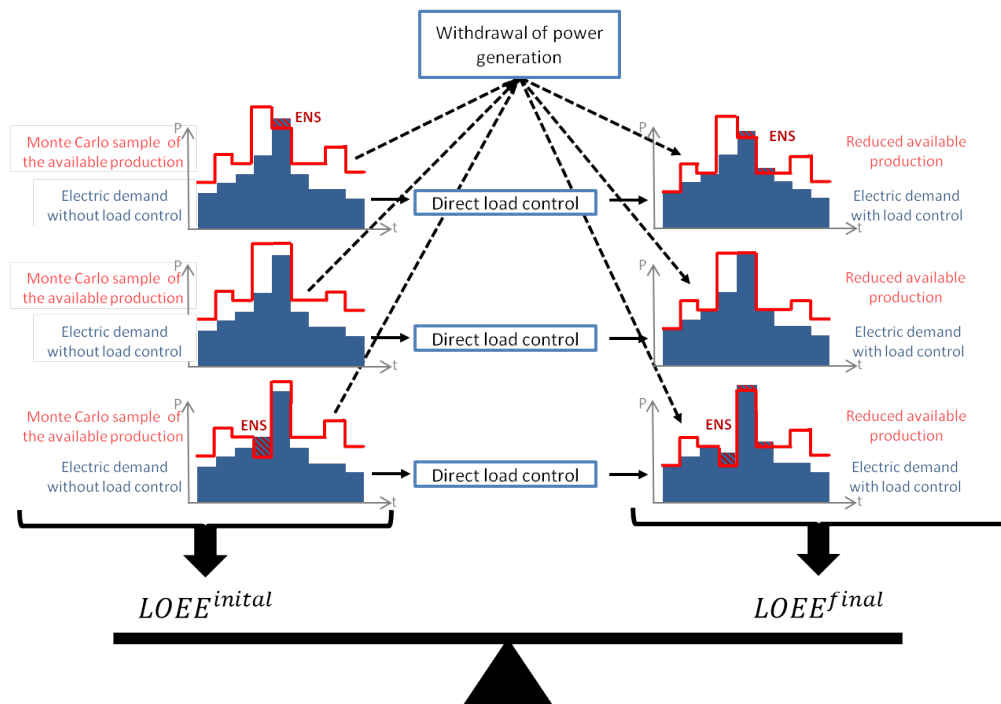 Withdrawal of power
generation
P
ENS
Monte Carlo sample of
the available production
Electric demand
without load control
t
Direct load control
P
ENS
Reduced available
production
Electric demand
with load control
t
P
Monte Carlo sample of
the available production
Electric demand
without load control
t
Direct load control
P
Reduced available
production
Electric demand
with load control
t
P
ENS
Monte Carlo sample of
the available production
Electric demand
without load control
t
Direct load control
P
ENS
Reduced available
production
Electric demand
with load control
t
LOEE^inital
LOEE^final